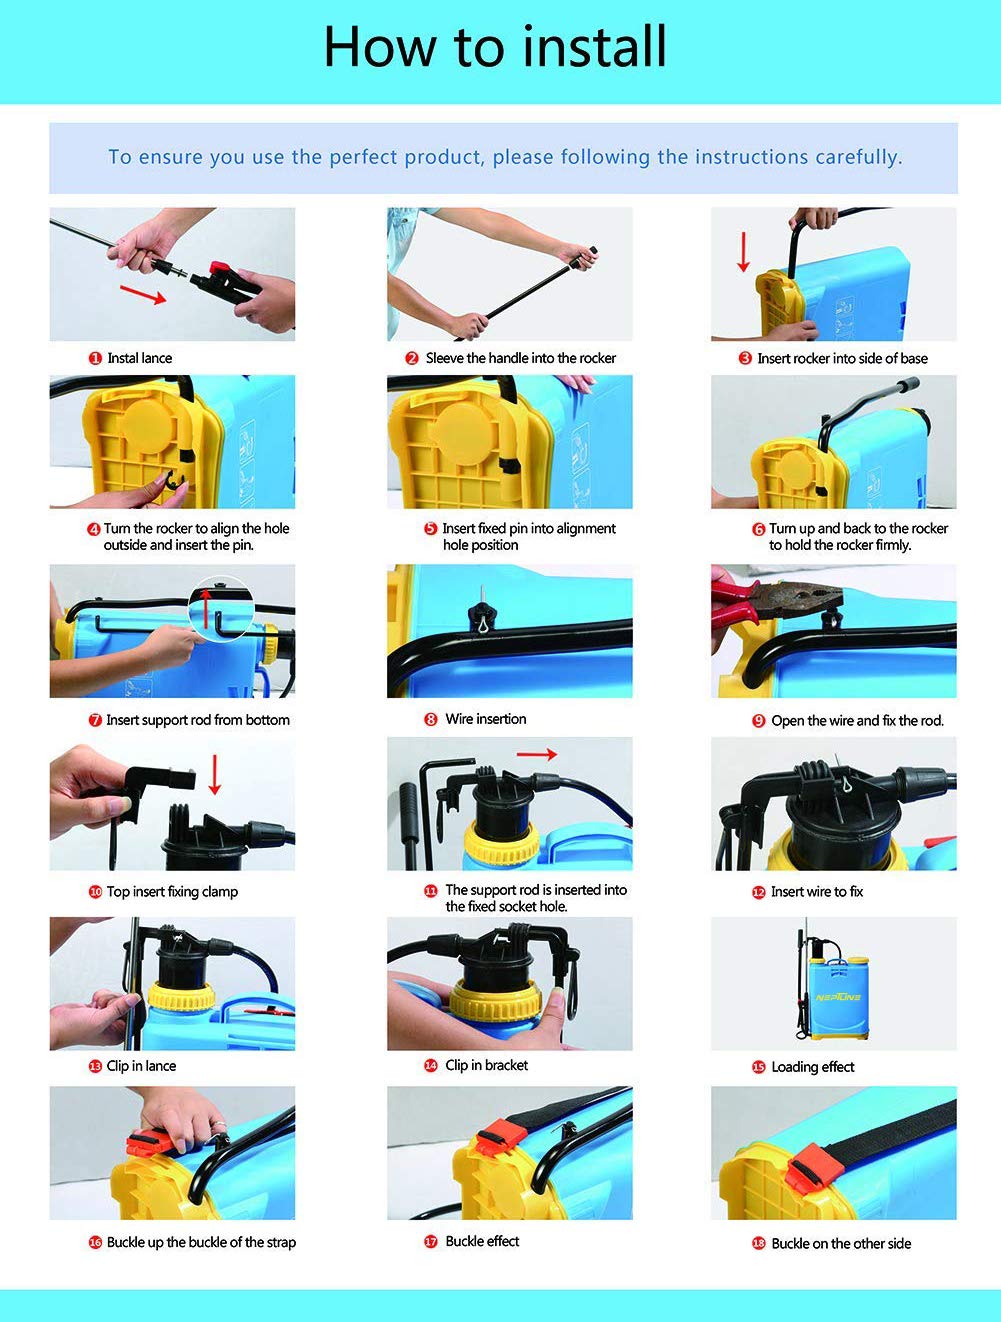 How to install
To ensure you use the perfect product, please following the instructions carefully.
1 Instal lance
2 Sleeve the handle into the rocker
3 Insert rocker into side of base
4 Turn the rocker to align the hole
outside and insert the pin.
5 Insert fixed pin into alignment
hole position
6 Turn up and back to the rocker
to hold the rocker firmly.
7 Insert support rod from bottom
8 Wire insertion
9 Open the wire and fix the rod.
10 Top insert fixing clamp
11 The support rod is inserted into
the fixed socket hole.
12 Insert wire to fix
NEPTUNE
13 Clip in lance
14 Clip in bracket
15 Loading effect
16 Buckle up the buckle of the strap
17 Buckle effect
18 Buckle on the other side